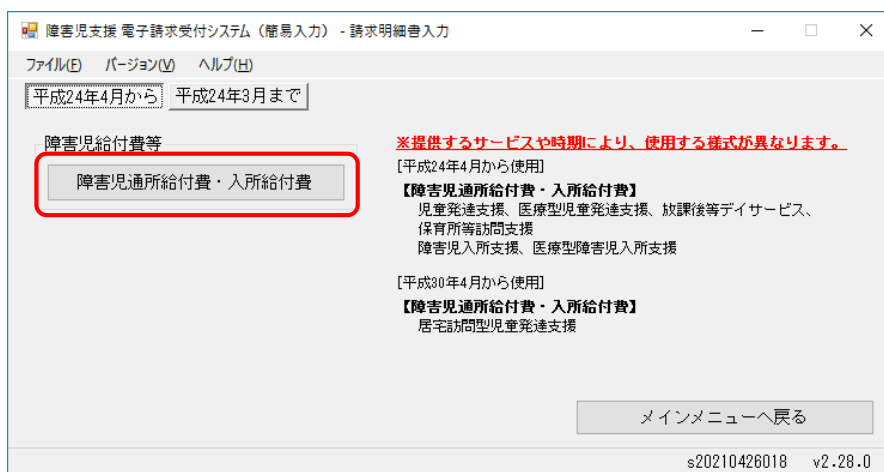 障害児支援 電子請求受付システム（簡易入力） - 請求明細書入力
ファイル(F) バージョン(V) ヘルプ(H)
平成24年4月から 平成24年3月まで
障害児給付費等
障害児通所給付費・入所給付費
※提供するサービスや時期により、使用する様式が異なります。
[平成24年4月から使用]
【障害児通所給付費・入所給付費】
児童発達支援、医療型児童発達支援、放課後等デイサービス、
保育所等訪問支援
障害児入所支援、医療型障害児入所支援
[平成30年4月から使用]
【障害児通所給付費・入所給付費】
居宅訪問型児童発達支援
メインメニューへ戻る
s20210426018 v2.28.0